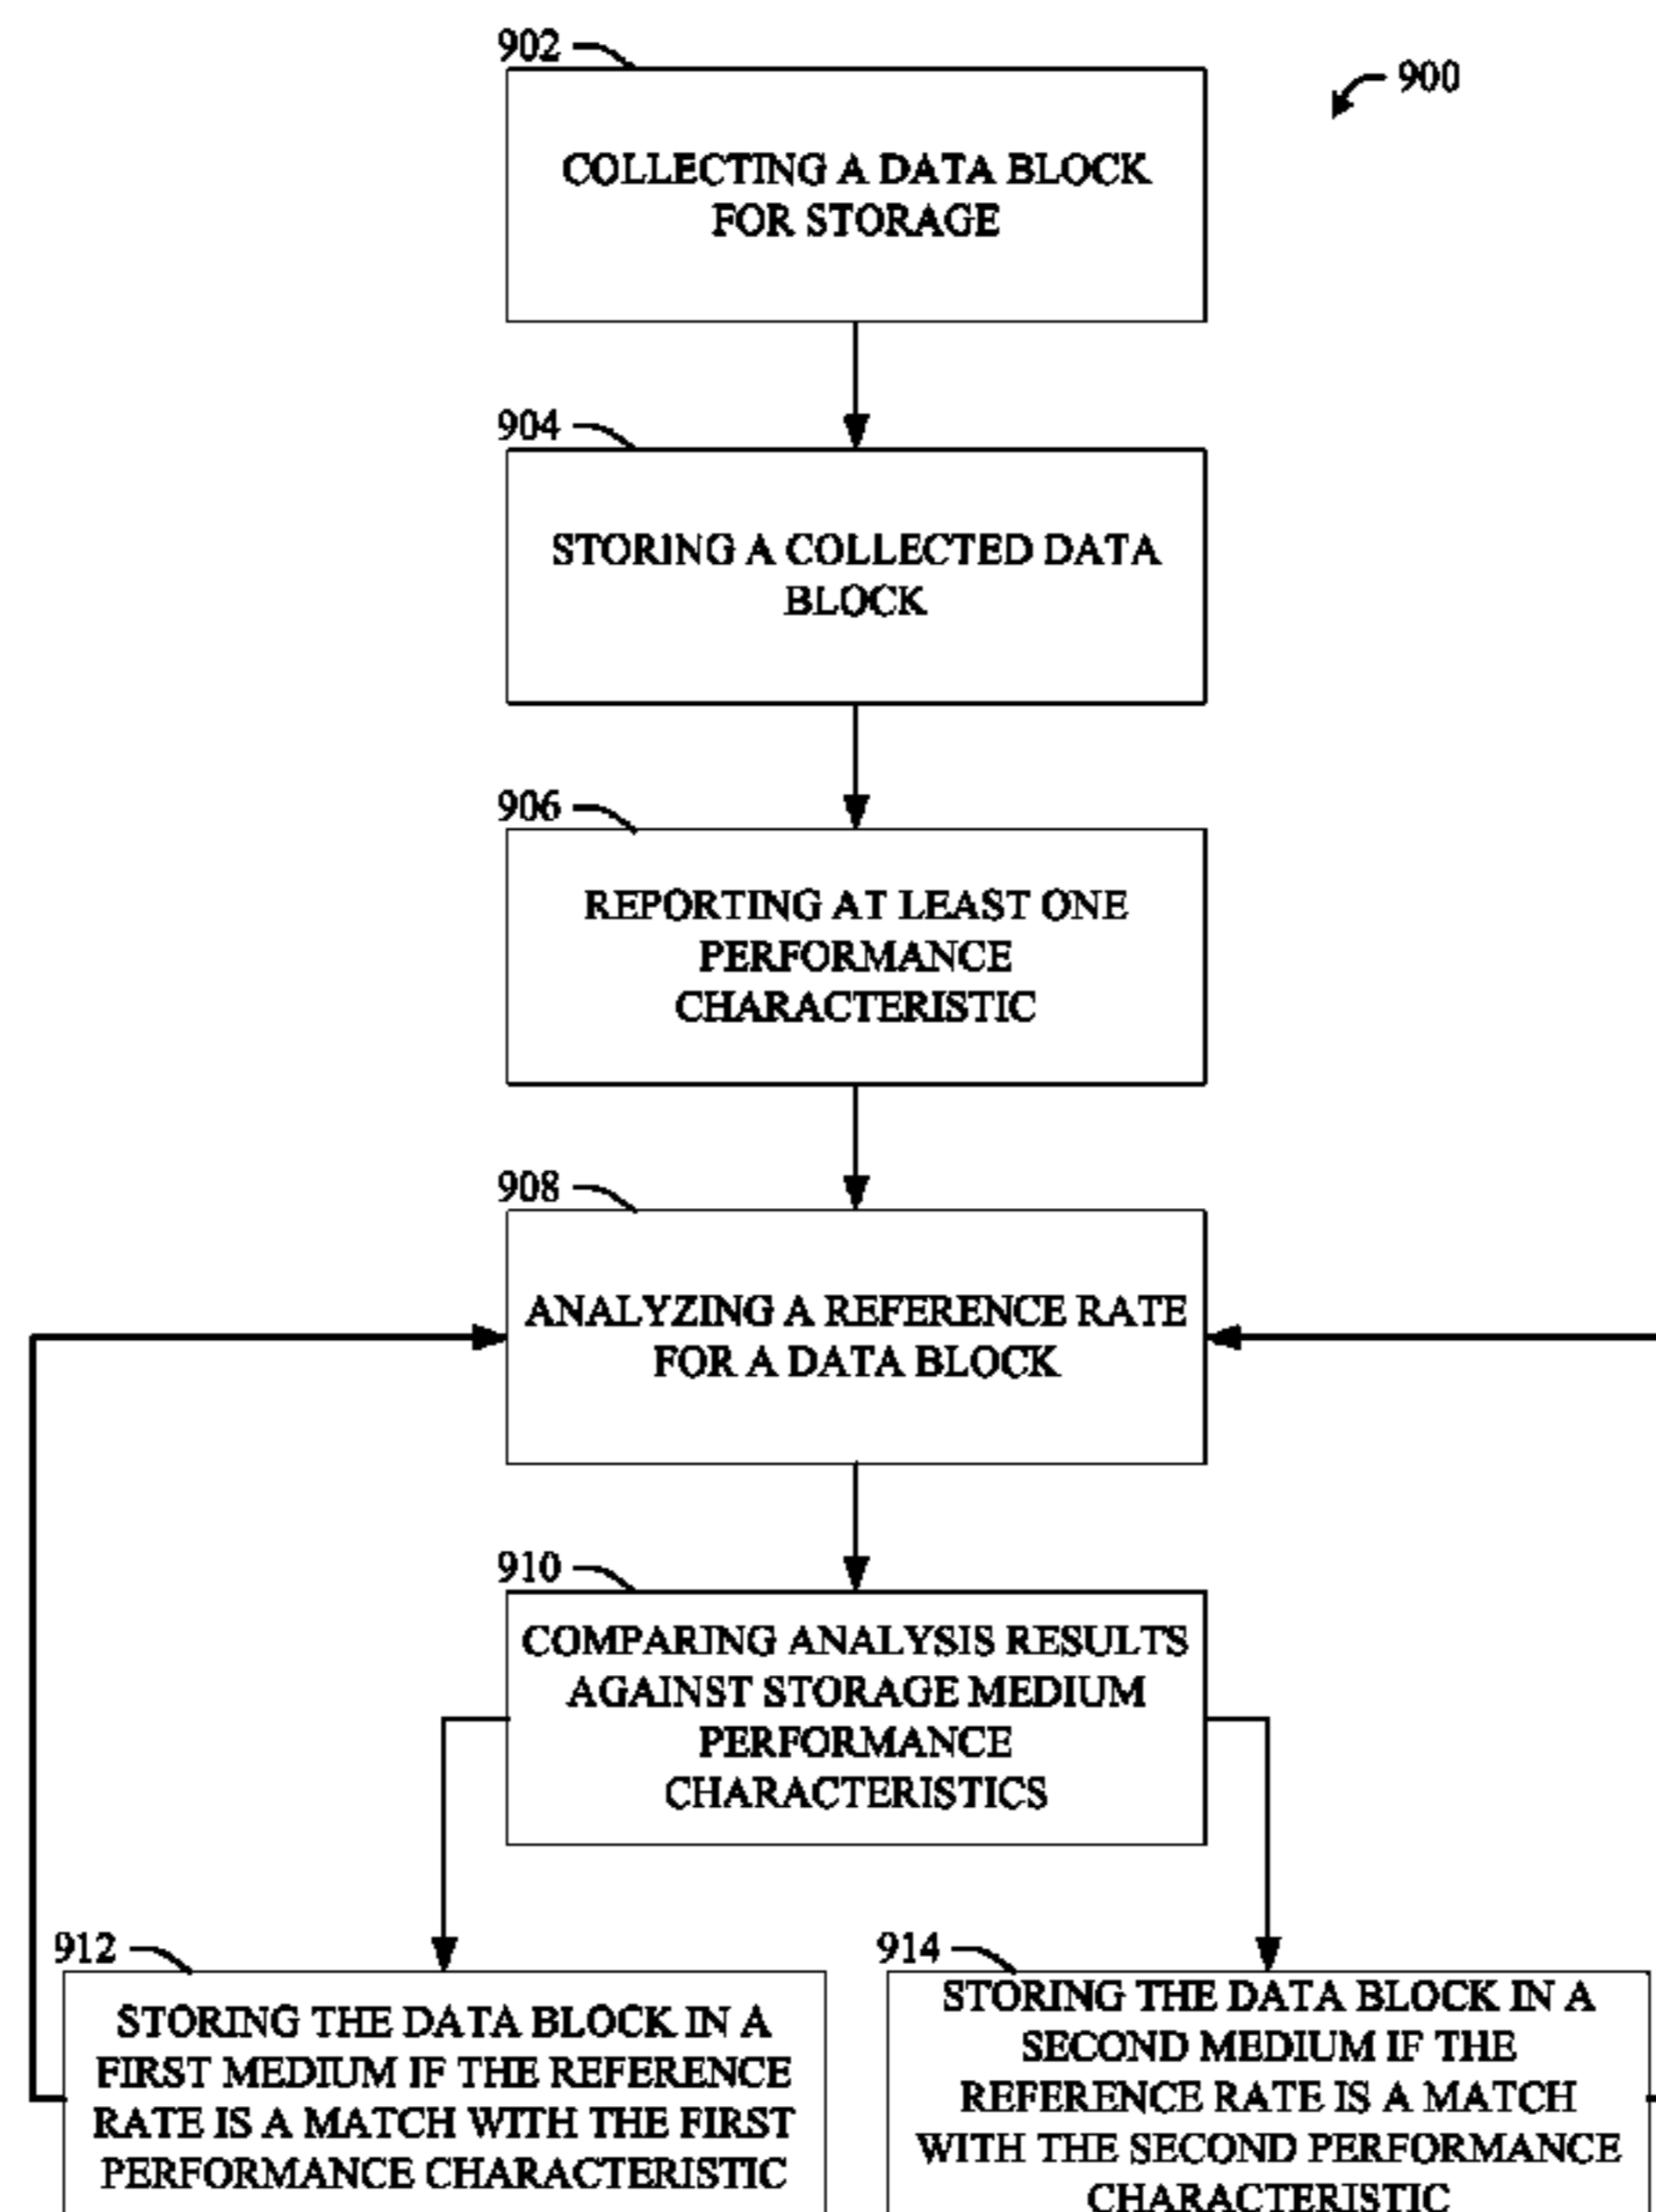 902
900
COLLECTING A DATA BLOCK
FOR STORAGE
904
STORING A COLLECTED DATA
BLOCK
906
REPORTING AT LEAST ONE
PERFORMANCE
CHARACTERISTIC
908
ANALYZING A REFERENCE RATE
FOR A DATA BLOCK
910
COMPARING ANALYSIS RESULTS
AGAINST STORAGE MEDIUM
PERFORMANCE
CHARACTERISTICS
912
STORING THE DATA BLOCK IN A
FIRST MEDIUM IF THE REFERENCE
RATE IS A MATCH WITH THE FIRST
PERFORMANCE CHARACTERISTIC
914
STORING THE DATA BLOCK IN A
SECOND MEDIUM IF THE
REFERENCE RATE IS A MATCH
WITH THE SECOND PERFORMANCE
CHARACTERISTIC